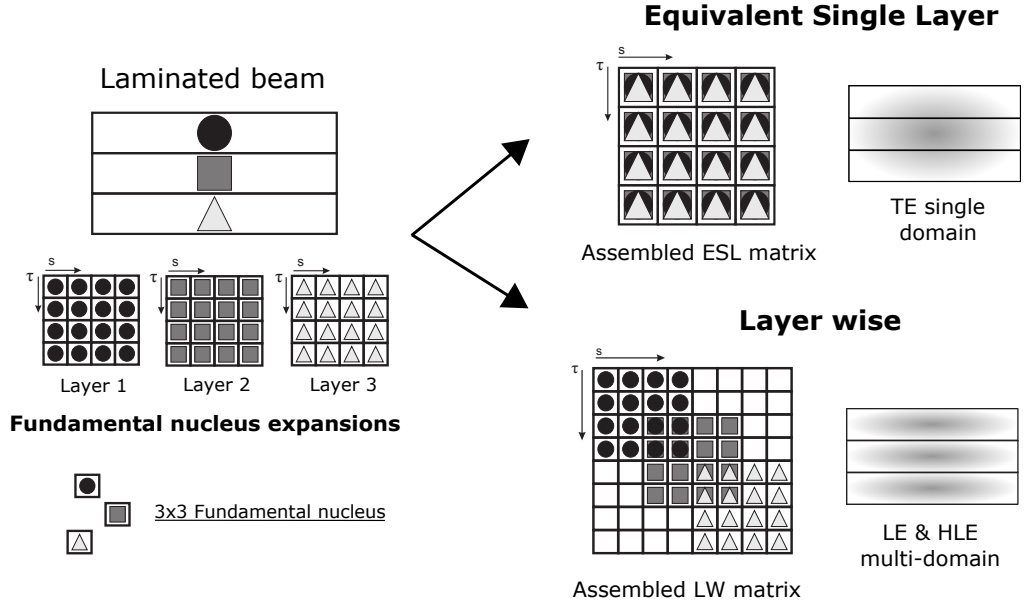 Laminated beam
s
τ
s
τ
s
τ
Layer 1
Layer 2
Layer 3
Fundamental nucleus expansions
3x3 Fundamental nucleus
Equivalent Single Layer
s
τ
Assembled ESL matrix
TE single
domain
Layer wise
s
τ
Assembled LW matrix
LE & HLE
multi-domain